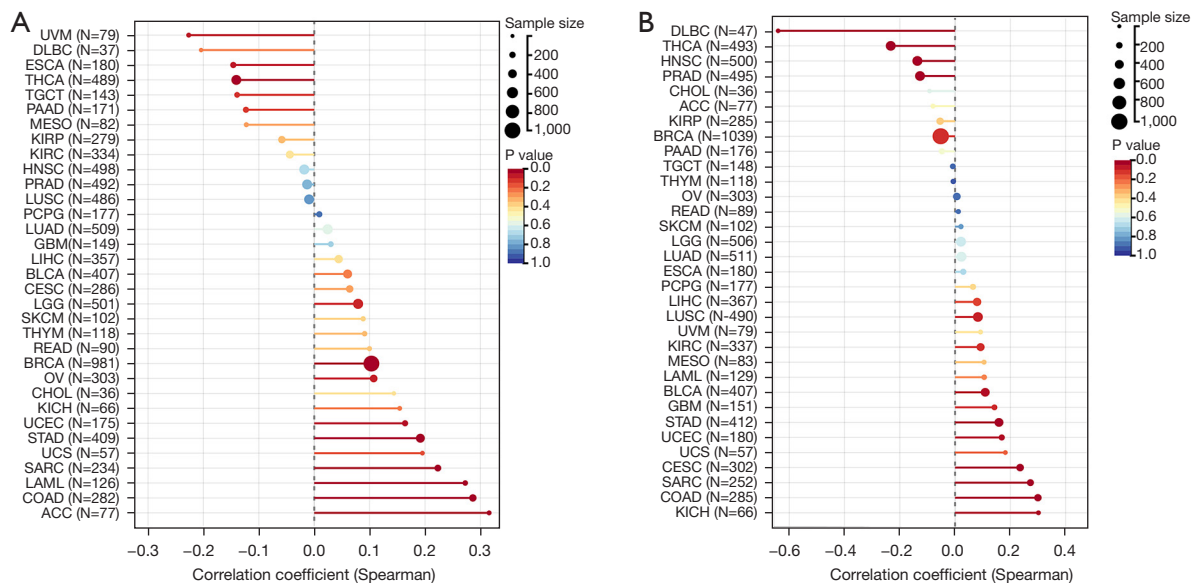 A
UVM (N=79)
DLBC (N=37)
ESCA (N=180)
THCA (N=489)
TGCT (N=143)
PAAD (N=171)
MESO (N=82)
KIRP (N=279)
KIRC (N=334)
HNSC (N=498)
PRAD (N=492)
LUSC (N=486)
PCPG (N=177)
LUAD (N=509)
GBM (N=149)
LIHC (N=357)
BLCA (N=407)
CESC (N=286)
LGG (N=501)
SKCM (N=102)
THYM (N=118)
READ (N=90)
BRCA (N=981)
OV (N=303)
CHOL (N=36)
KICH (N=66)
UCEC (N=175)
STAD (N=409)
UCS (N=57)
SARC (N=234)
LAML (N=126)
COAD (N=282)
ACC (N=77)
−0.3 −0.2 −0.1 0.0 0.1 0.2 0.3
Correlation coefficient (Spearman)
Sample size
200
400
600
800
1,000
P value
0.0
0.2
0.4
0.6
0.8
1.0
B
DLBC (N=47)
THCA (N=493)
HNSC (N=500)
PRAD (N=495)
CHOL (N=36)
ACC (N=77)
KIRP (N=285)
BRCA (N=1039)
PAAD (N=176)
TGCT (N=148)
THYM (N=118)
OV (N=303)
READ (N=89)
SKCM (N=102)
LGG (N=506)
LUAD (N=511)
ESCA (N=180)
PCPG (N=177)
LIHC (N=367)
LUSC (N-490)
UVM (N=79)
KIRC (N=337)
MESO (N=83)
LAML (N=129)
BLCA (N=407)
GBM (N=151)
STAD (N=412)
UCEC (N=180)
UCS (N=57)
CESC (N=302)
SARC (N=252)
COAD (N=285)
KICH (N=66)
−0.6 −0.4 −0.2 0.0 0.2 0.4
Correlation coefficient (Spearman)
Sample size
200
400
600
800
1,000
P value
0.0
0.2
0.4
0.6
0.8
1.0